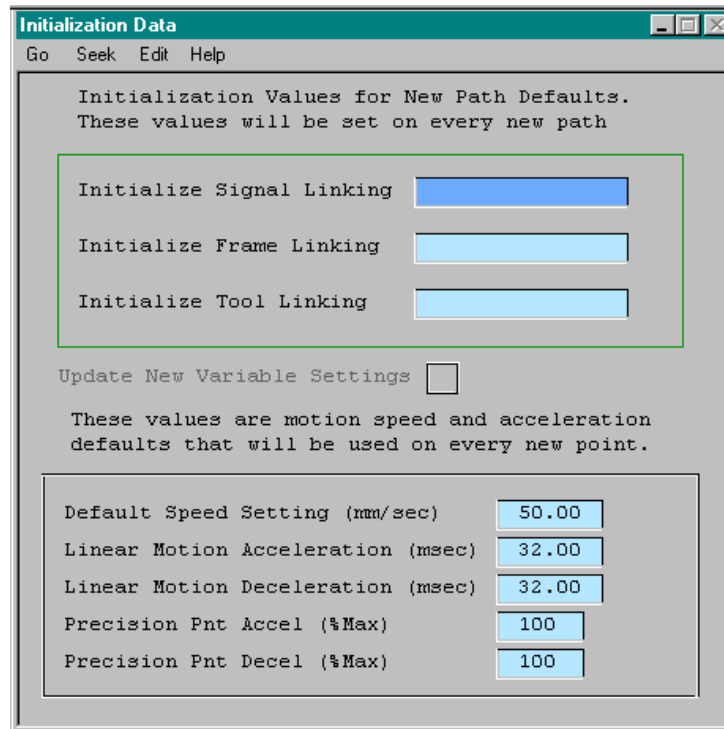 Initialization Data
Go Seek Edit Help
Initialization Values for New Path Defaults.
These values will be set on every new path
Initialize Signal Linking
Initialize Frame Linking
Initialize Tool Linking
Update New Variable Settings
These values are motion speed and acceleration
defaults that will be used on every new point.
Default Speed Setting (mm/sec) 50.00
Linear Motion Acceleration (msec) 32.00
Linear Motion Deceleration (msec) 32.00
Precision Pnt Accel (%Max) 100
Precision Pnt Decel (%Max) 100